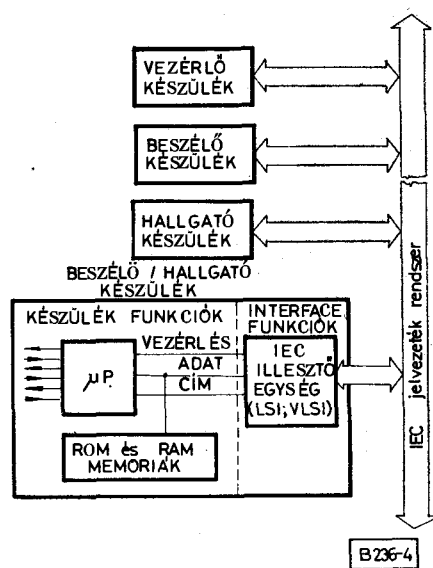 VEZÉRLŐ
KÉSZÜLÉK
BESZÉLŐ
KÉSZÜLÉK
HALLGATÓ
KÉSZÜLÉK
BESZÉLŐ / HALLGATÓ
KÉSZÜLÉK
KÉSZÜLÉK FUNKCIÓK
INTERFACE
FUNKCIÓK
VEZÉRLÉS
ADAT
CÍM
µP.
IEC
ILLESZTŐ
EGYSÉG
(LSI;VLSI)
ROM és RAM
MEMÓRIÁK
IEC jelvezeték rendszer
B 236-4